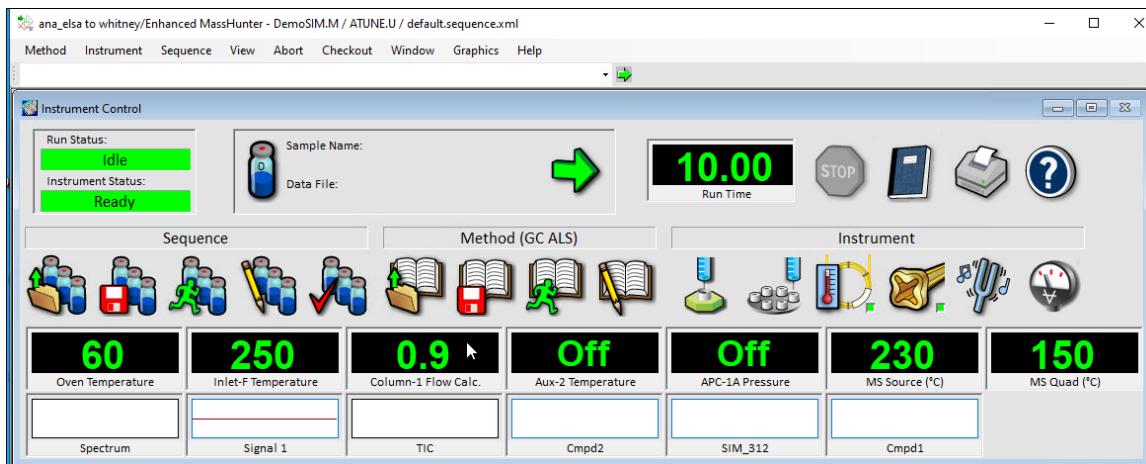 ana_elsa to whitney/Enhanced MassHunter - DemoSIM.M / ATUNE.U / default.sequence.xml
Method Instrument Sequence View Abort Checkout Window Graphics Help
Instrument Control
Run Status:
Idle
Instrument Status:
Ready
0
Sample Name:
Data File:
10.00
Run Time
STOP
?
Sequence
Method (GC ALS)
Instrument
60
Oven Temperature
250
Inlet-F Temperature
0.9
Column-1 Flow Calc.
Off
Aux-2 Temperature
Off
APC-1A Pressure
230
MS Source (°C)
150
MS Quad (°C)
Spectrum
Signal 1
TIC
Cmpd2
SIM_312
Cmpd1